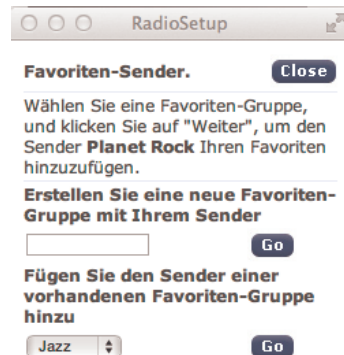 RadioSetup
Favoriten-Sender. Close
Wählen Sie eine Favoriten-Gruppe,
und klicken Sie auf "Weiter", um den
Sender Planet Rock Ihren Favoriten
hinzuzufügen.
Erstellen Sie eine neue Favoriten-
Gruppe mit Ihrem Sender
Go
Fügen Sie den Sender einer
vorhandenen Favoriten-Gruppe
hinzu
Jazz Go